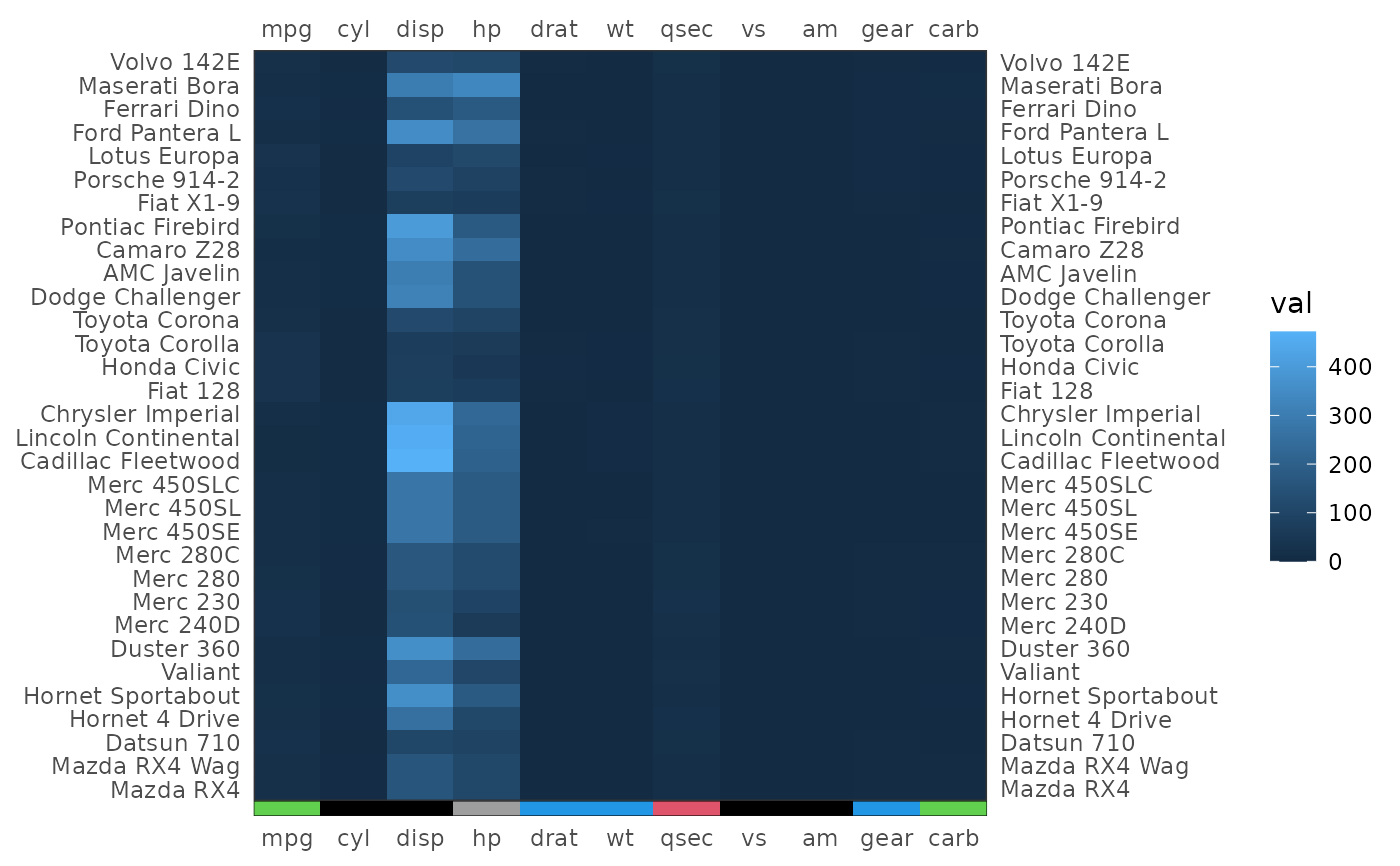 mpg cyl disp hp drat wt qsec vs am gear carb
Volvo 142E Volvo 142E
Maserati Bora Maserati Bora
Ferrari Dino Ferrari Dino
Ford Pantera L Ford Pantera L
Lotus Europa Lotus Europa
Porsche 914-2 Porsche 914-2
Fiat X1-9 Fiat X1-9
Pontiac Firebird Pontiac Firebird
Camaro Z28 Camaro Z28
AMC Javelin AMC Javelin
Dodge Challenger Dodge Challenger
Toyota Corona Toyota Corona
Toyota Corolla Toyota Corolla
Honda Civic Honda Civic
Fiat 128 Fiat 128
Chrysler Imperial Chrysler Imperial
Lincoln Continental Lincoln Continental
Cadillac Fleetwood Cadillac Fleetwood
Merc 450SLC Merc 450SLC
Merc 450SL Merc 450SL
Merc 450SE Merc 450SE
Merc 280C Merc 280C
Merc 280 Merc 280
Merc 230 Merc 230
Merc 240D Merc 240D
Duster 360 Duster 360
Valiant Valiant
Hornet Sportabout Hornet Sportabout
Hornet 4 Drive Hornet 4 Drive
Datsun 710 Datsun 710
Mazda RX4 Wag Mazda RX4 Wag
Mazda RX4 Mazda RX4
mpg cyl disp hp drat wt qsec vs am gear carb
val
400
300
200
100
0